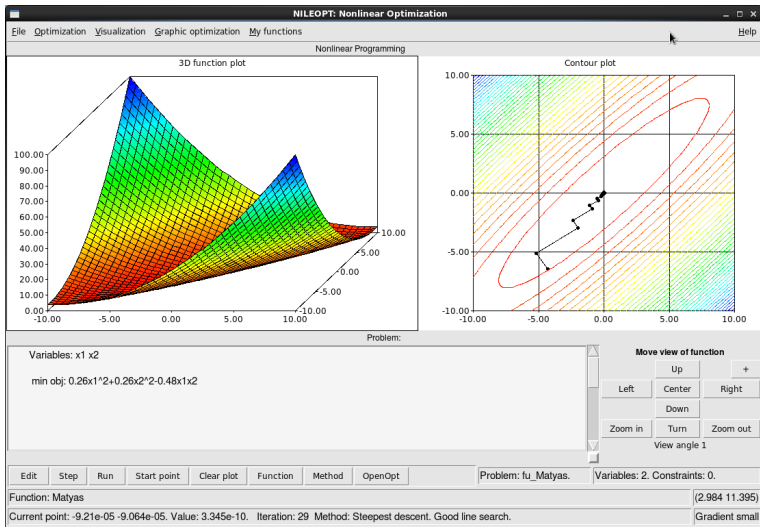 NILEOPT: Nonlinear Optimization
File Optimization Visualization Graphic optimization My functions Help
Nonlinear Programming
3D function plot
100.00
90.00
80.00
70.00
60.00
50.00
40.00
30.00
20.00
10.00
0.00
-10.00 -5.00 0.00 5.00 10.00
-10.00
-5.00
0.00
5.00
10.00
Contour plot
10.00
5.00
0.00
-5.00
-10.00
-10.00 -5.00 0.00 5.00 10.00
Problem:
Variables: x1 x2
min obj: 0.26x1^2+0.26x2^2-0.48x1x2
Move view of function
Up +
Left Center Right
Down
Zoom in Turn Zoom out
View angle 1
Edit Step Run Start point Clear plot Function Method OpenOpt Problem: fu_Matyas. Variables: 2. Constraints: 0.
Function: Matyas (2.984 11.395)
Current point: -9.21e-05 -9.064e-05. Value: 3.345e-10. Iteration: 29 Method: Steepest descent. Good line search. Gradient small